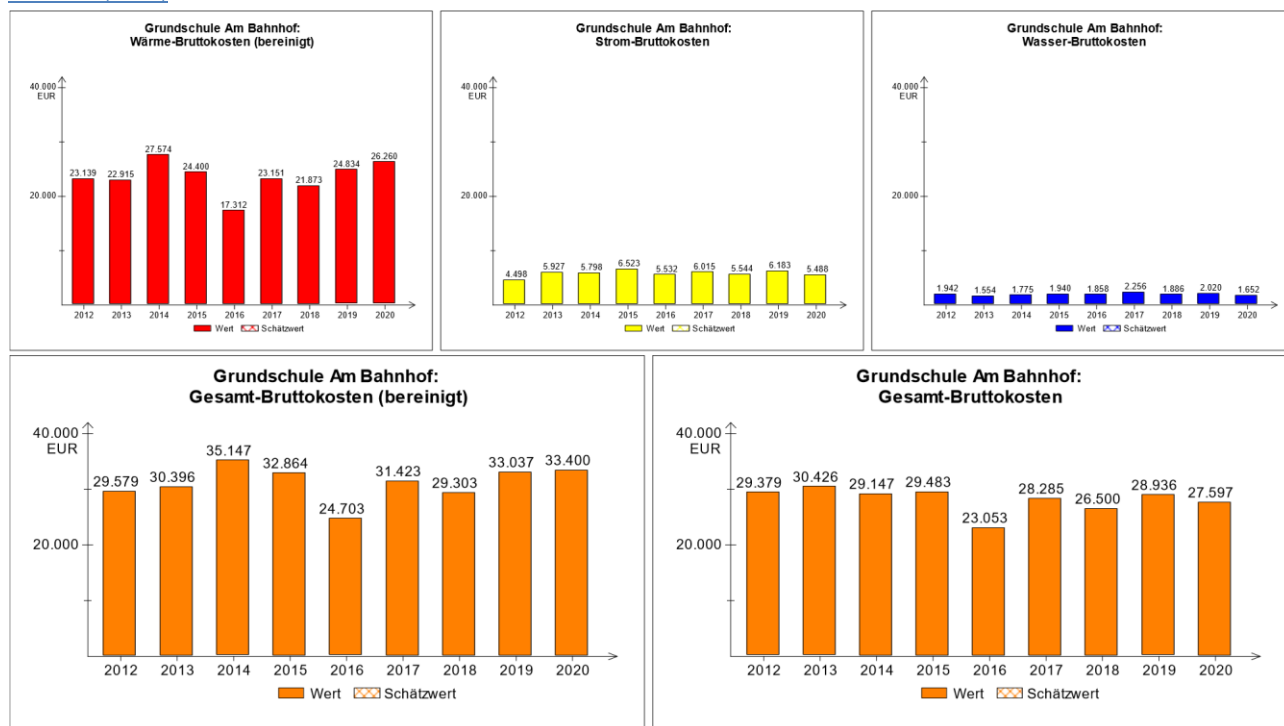 Grundschule Am Bahnhof:
Wärme-Bruttokosten (bereinigt)
40.000
EUR
20.000
23.139
22.915
27.574
24.400
17.312
23.151
21.873
24.834
26.260
2012 2013 2014 2015 2016 2017 2018 2019 2020
Wert Schätzwert
Grundschule Am Bahnhof:
Strom-Bruttokosten
40.000
EUR
20.000
4.498
5.927
5.798
6.523
5.532
6.015
5.544
6.183
5.488
2012 2013 2014 2015 2016 2017 2018 2019 2020
Wert Schätzwert
Grundschule Am Bahnhof:
Wasser-Bruttokosten
40.000
EUR
20.000
1.942
1.554
1.775
1.940
1.858
2.256
1.886
2.020
1.652
2012 2013 2014 2015 2016 2017 2018 2019 2020
Wert Schätzwert
Grundschule Am Bahnhof:
Gesamt-Bruttokosten (bereinigt)
40.000
EUR
20.000
29.579
30.396
35.147
32.864
24.703
31.423
29.303
33.037
33.400
2012 2013 2014 2015 2016 2017 2018 2019 2020
Wert Schätzwert
Grundschule Am Bahnhof:
Gesamt-Bruttokosten
40.000
EUR
20.000
29.379
30.426
29.147
29.483
23.053
28.285
26.500
28.936
27.597
2012 2013 2014 2015 2016 2017 2018 2019 2020
Wert Schätzwert